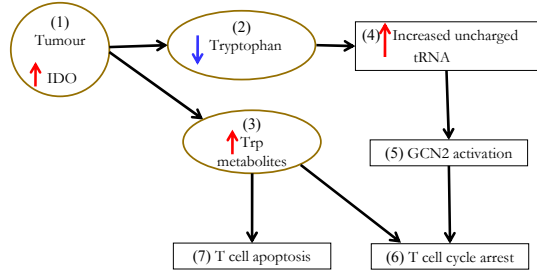 (1)
Tumour
IDO
(2)
Tryptophan
(4) Increased uncharged
tRNA
(3)
Trp
metabolites
(5) GCN2 activation
(7) T cell apoptosis
(6) T cell cycle arrest